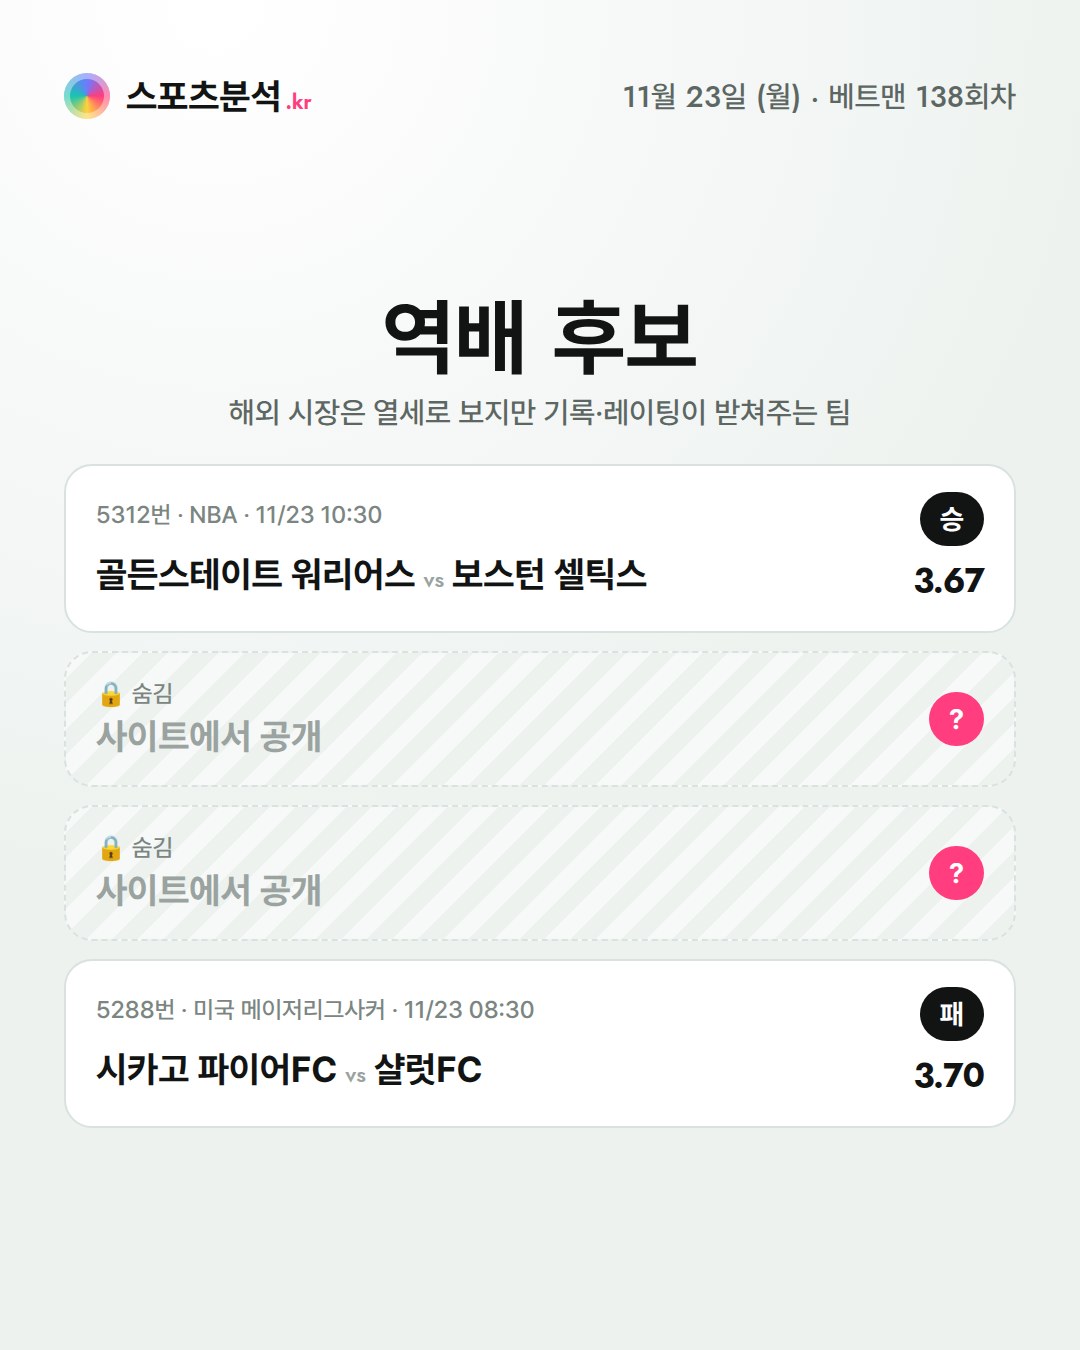 스포츠분석.kr
11월 23일 (월) · 베트맨 138회차
역배 후보
해외 시장은 열세로 보지만 기록·레이팅이 받쳐주는 팀
5312번 · NBA · 11/23 10:30
승
골든스테이트 워리어스 vs 보스턴 셀틱스
3.67
🔒 숨김
사이트에서 공개
?
🔒 숨김
사이트에서 공개
?
5288번 · 미국 메이저리그사커 · 11/23 08:30
패
시카고 파이어FC vs 샬럿FC
3.70